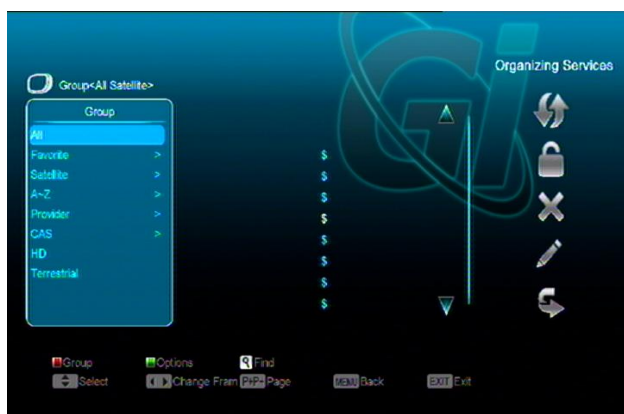 Organizing Services
Group<All Satellite>
Group
All
Favorite >
Satellite >
A~Z >
Provider >
CAS >
HD
Terrestrial
$
$
$
$
$
$
$
$
Group Options Find
Select Change Fram P-P+ Page MENU Back EXIT Exit